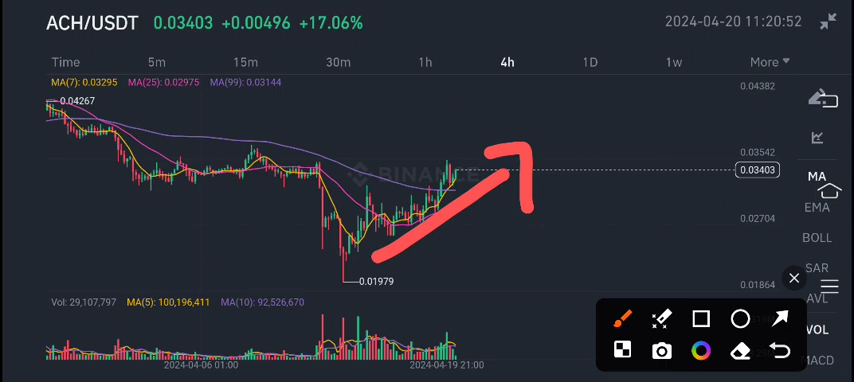 ACH/USDT 0.03403 +0.00496 +17.06% 2024-04-20 11:20:52
Time 5m 15m 30m 1h 4h 1D 1w More
MA(7): 0.03295 MA(25): 0.02975 MA(99): 0.03144
0.04382
0.04267
0.03542
BINANCE
0.03403
MA
EMA
0.02704
BOLL
SAR
0.01979
0.01864
AVL
Vol: 29,107,797 MA(5): 100,196,411 MA(10): 92,526,670
VOL
MACD
2024-04-06 01:00 2024-04-19 21:00